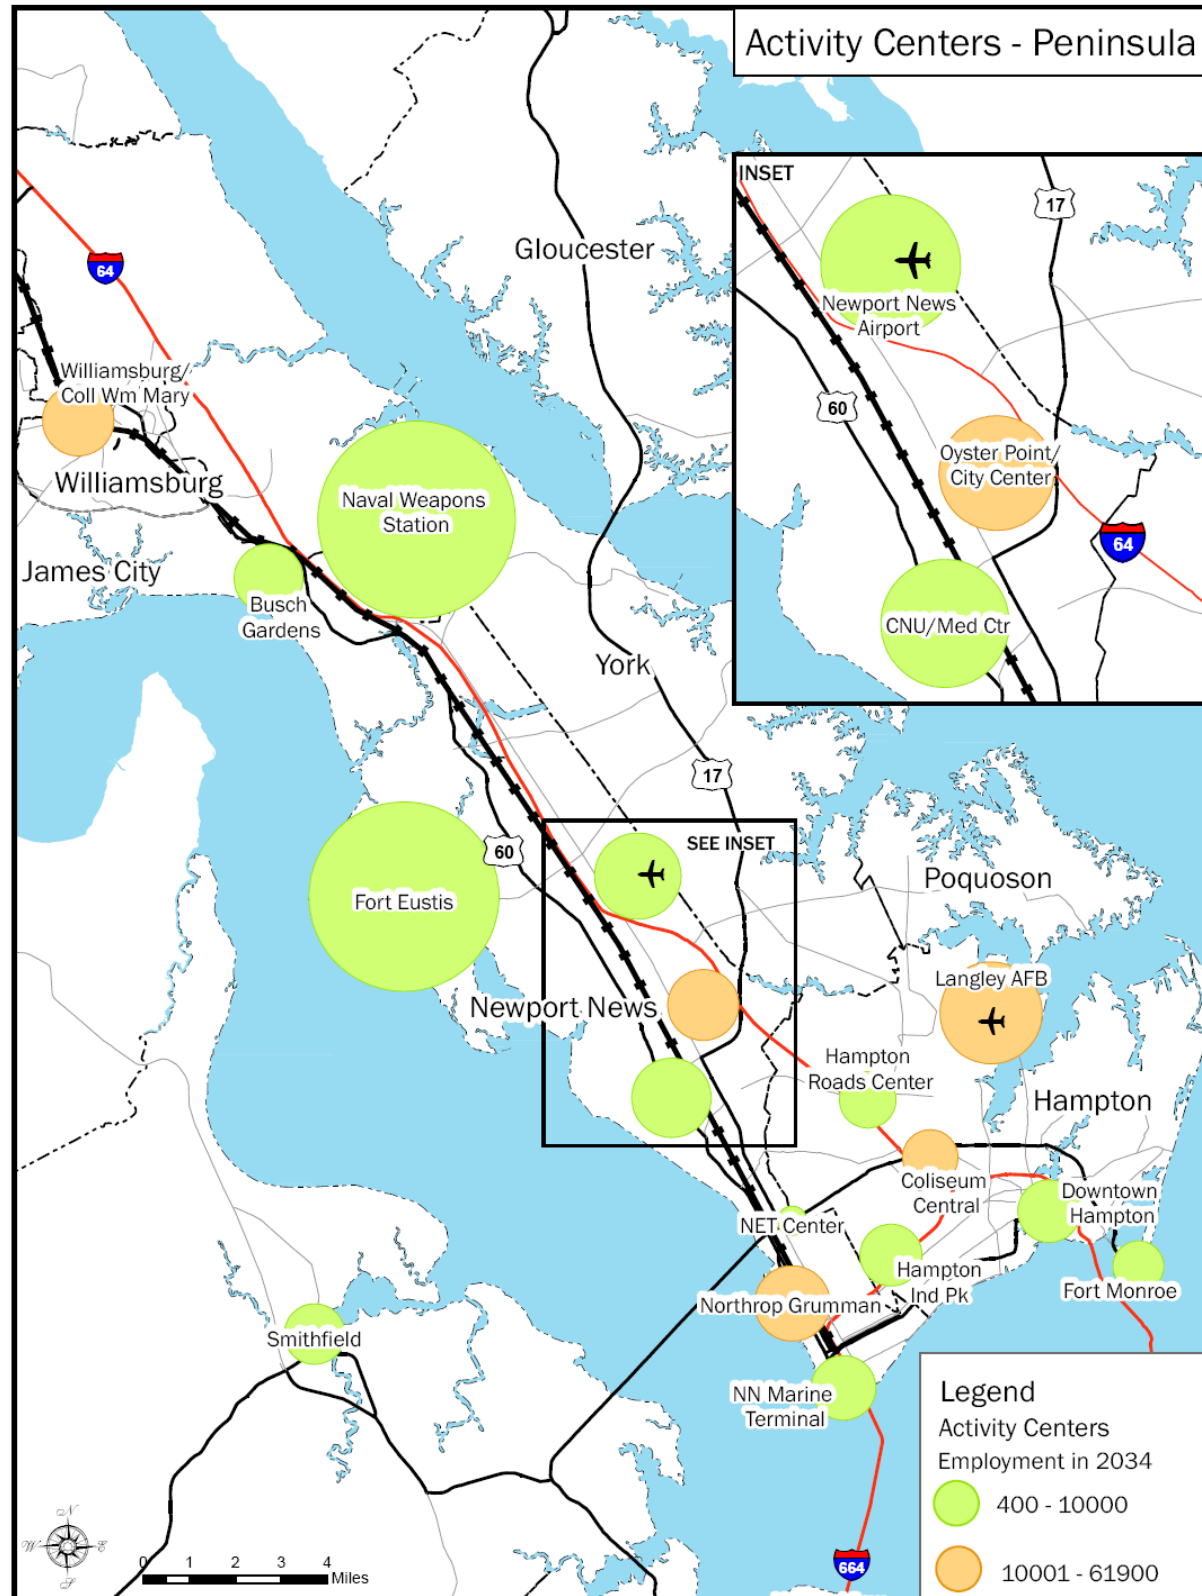 Activity Centers - Peninsula
INSET
17
Newport News
Airport
60
Oyster Point/
City Center
64
CNU/Med Ctr
Gloucester
64
Williamsburg/
Coll Wm Mary
Williamsburg
Naval Weapons
Station
James City
Busch
Gardens
York
17
60
SEE INSET
Fort Eustis
Poquoson
Langley AFB
Newport News
Hampton
Roads Center
Hampton
Coliseum
Central
Downtown
Hampton
NET Center
Hampton
Ind Pk
Fort Monroe
Northrop Grumman
Smithfield
NN Marine
Terminal
Legend
Activity Centers
Employment in 2034
400 - 10000
10001 - 61900
N
W E
S
0 1 2 3 4
Miles
664